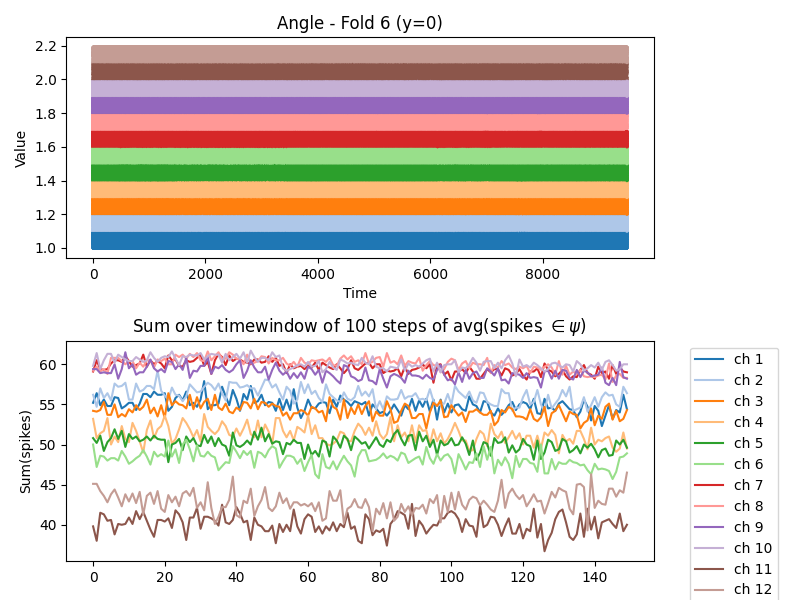 Angle - Fold 6 (y=0)
Value
2.2
2.0
1.8
1.6
1.4
1.2
1.0
0 2000 4000 6000 8000
Time
Sum over timewindow of 100 steps of avg(spikes ∈ ψ)
Sum(spikes)
60
55
50
45
40
0 20 40 60 80 100 120 140
ch 1
ch 2
ch 3
ch 4
ch 5
ch 6
ch 7
ch 8
ch 9
ch 10
ch 11
ch 12